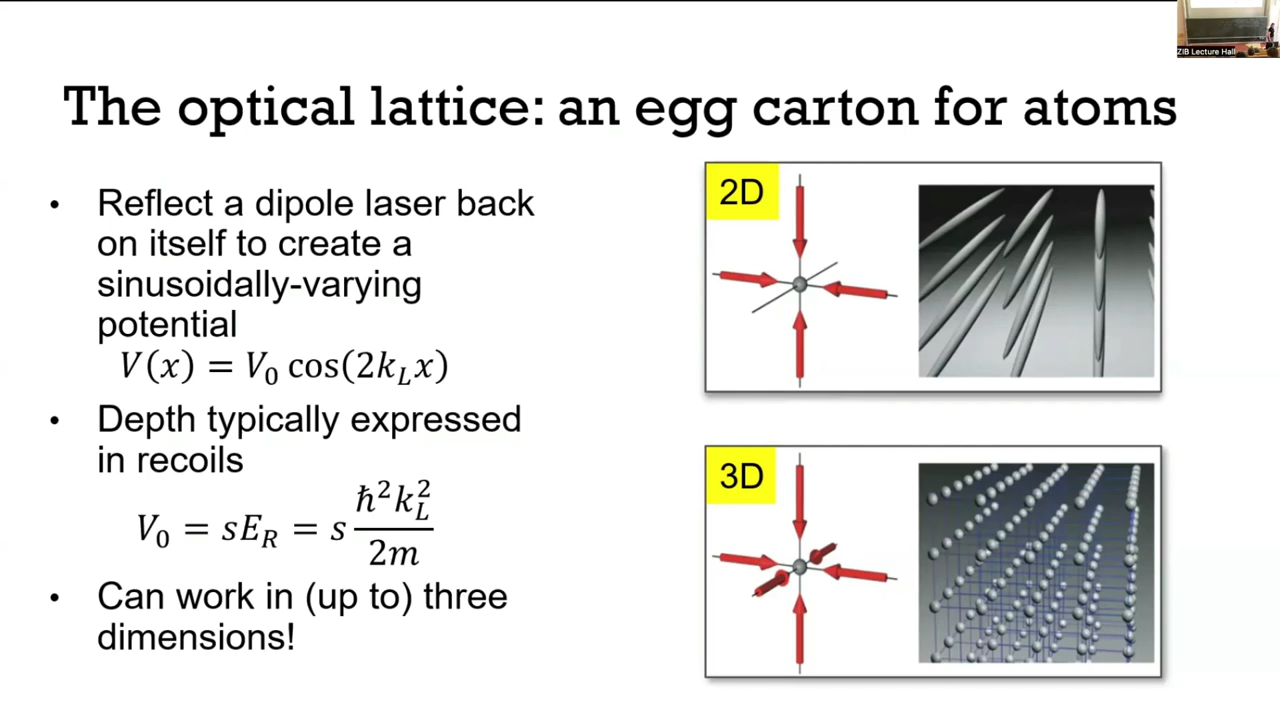 ZIB Lecture Hall
The optical lattice: an egg carton for atoms
• Reflect a dipole laser back
on itself to create a
sinusoidally-varying
potential
V(x) = V₀ cos(2k_L x)
• Depth typically expressed
in recoils
V₀ = sE_R = s ħ²k_L² / 2m
• Can work in (up to) three
dimensions!
2D
3D